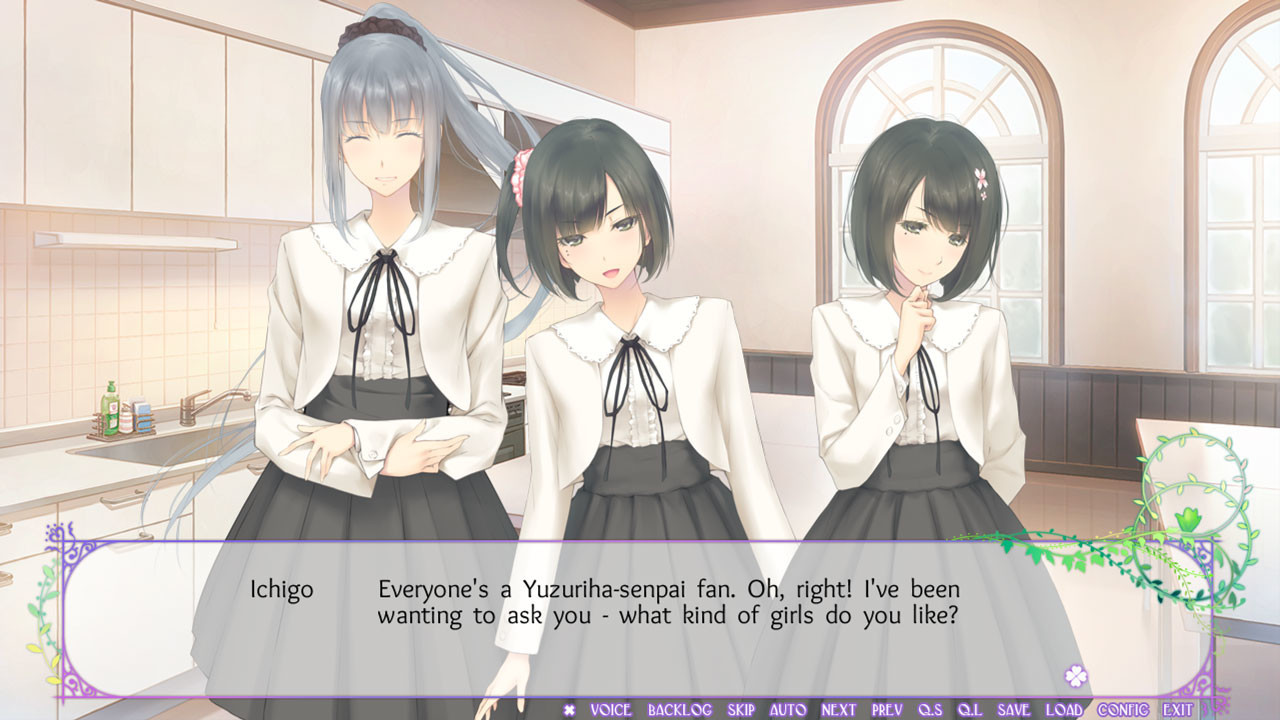 Ichigo Everyone's a Yuzuriha-senpai fan. Oh, right! I've been
wanting to ask you - what kind of girls do you like?
VOICE BACKLOG SKIP AUTO NEXT PREV Q.S Q.L SAVE LOAD CONFIG EXIT